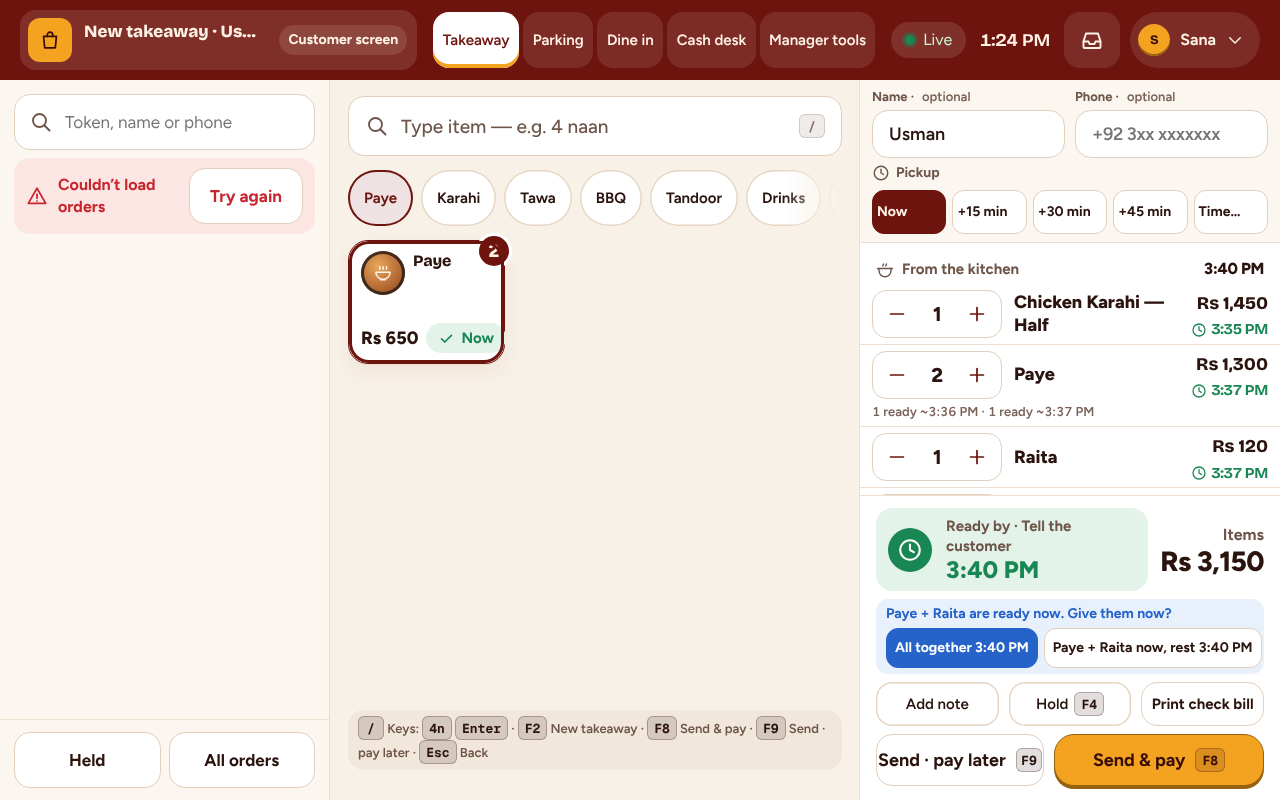 New takeaway · Us...
Customer screen
Takeaway
Parking
Dine in
Cash desk
Manager tools
Live
1:24 PM
S
Sana
Token, name or phone
Couldn't load
orders
Try again
Held
All orders
Type item — e.g. 4 naan
/
Paye
Karahi
Tawa
BBQ
Tandoor
Drinks
Paye
2
Rs 650
Now
/ Keys: 4n Enter · F2 New takeaway · F8 Send & pay · F9 Send ·
pay later · Esc Back
Name · optional
Phone · optional
Usman
+92 3xx xxxxxxx
Pickup
Now
+15 min
+30 min
+45 min
Time...
From the kitchen
3:40 PM
— 1 +
Chicken Karahi —
Half
Rs 1,450
3:35 PM
— 2 +
Paye
Rs 1,300
3:37 PM
1 ready ~3:36 PM · 1 ready ~3:37 PM
— 1 +
Raita
Rs 120
3:37 PM
Ready by · Tell the
customer
3:40 PM
Items
Rs 3,150
Paye + Raita are ready now. Give them now?
All together 3:40 PM
Paye + Raita now, rest 3:40 PM
Add note
Hold F4
Print check bill
Send · pay later F9
Send & pay F8